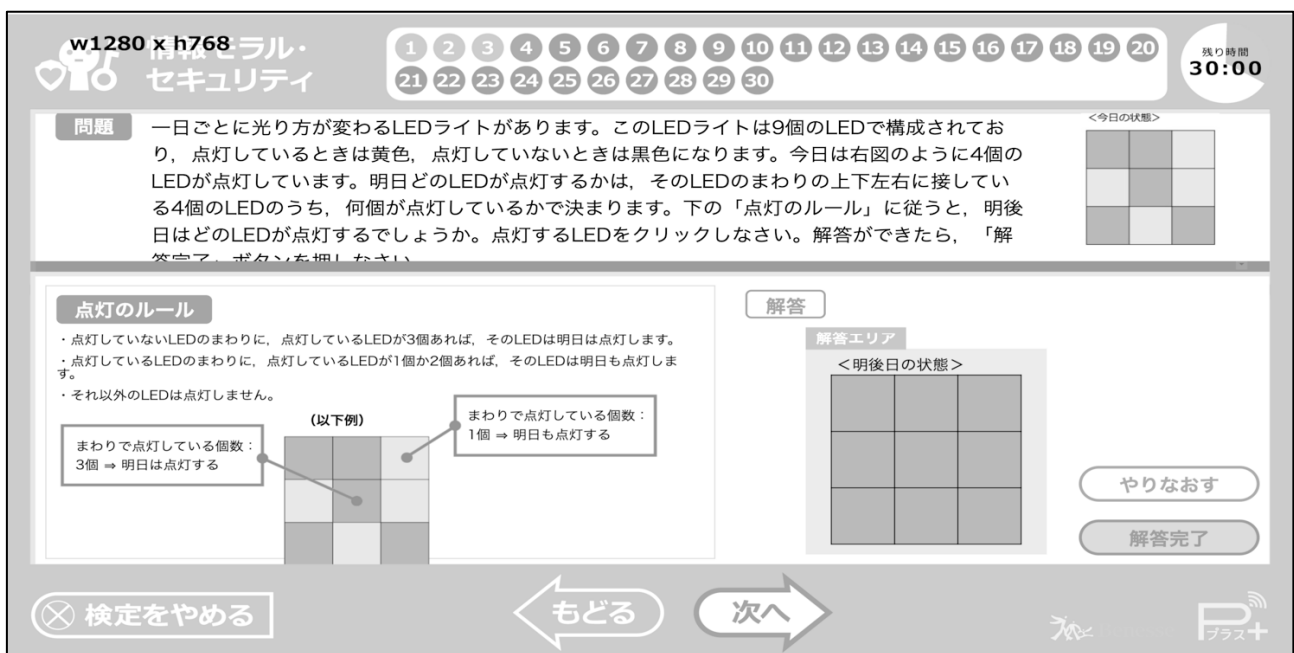 w1280 x h768
情報モラル・
セキュリティ
1 2 3 4 5 6 7 8 9 10 11 12 13 14 15 16 17 18 19 20
21 22 23 24 25 26 27 28 29 30
残り時間
30:00
問題
一日ごとに光り方が変わるLEDライトがあります。このLEDライトは9個のLEDで構成されてお
り，点灯しているときは黄色，点灯していないときは黒色になります。今日は右図のように4個の
LEDが点灯しています。明日どのLEDが点灯するかは，そのLEDのまわりの上下左右に接してい
る4個のLEDのうち，何個が点灯しているかで決まります。下の「点灯のルール」に従うと，明後
日はどのLEDが点灯するでしょうか。点灯するLEDをクリックしなさい。解答ができたら，「解
答完了」ボタンを押しなさい
＜今日の状態＞
点灯のルール
・点灯していないLEDのまわりに，点灯しているLEDが3個あれば，そのLEDは明日は点灯します。
・点灯しているLEDのまわりに，点灯しているLEDが1個か2個あれば，そのLEDは明日も点灯しま
す。
・それ以外のLEDは点灯しません。
（以下例）
まわりで点灯している個数：
3個 ⇒ 明日は点灯する
まわりで点灯している個数：
1個 ⇒ 明日も点灯する
解答
解答エリア
＜明後日の状態＞
やりなおす
解答完了
検定をやめる
もどる
次へ
P
プラス+